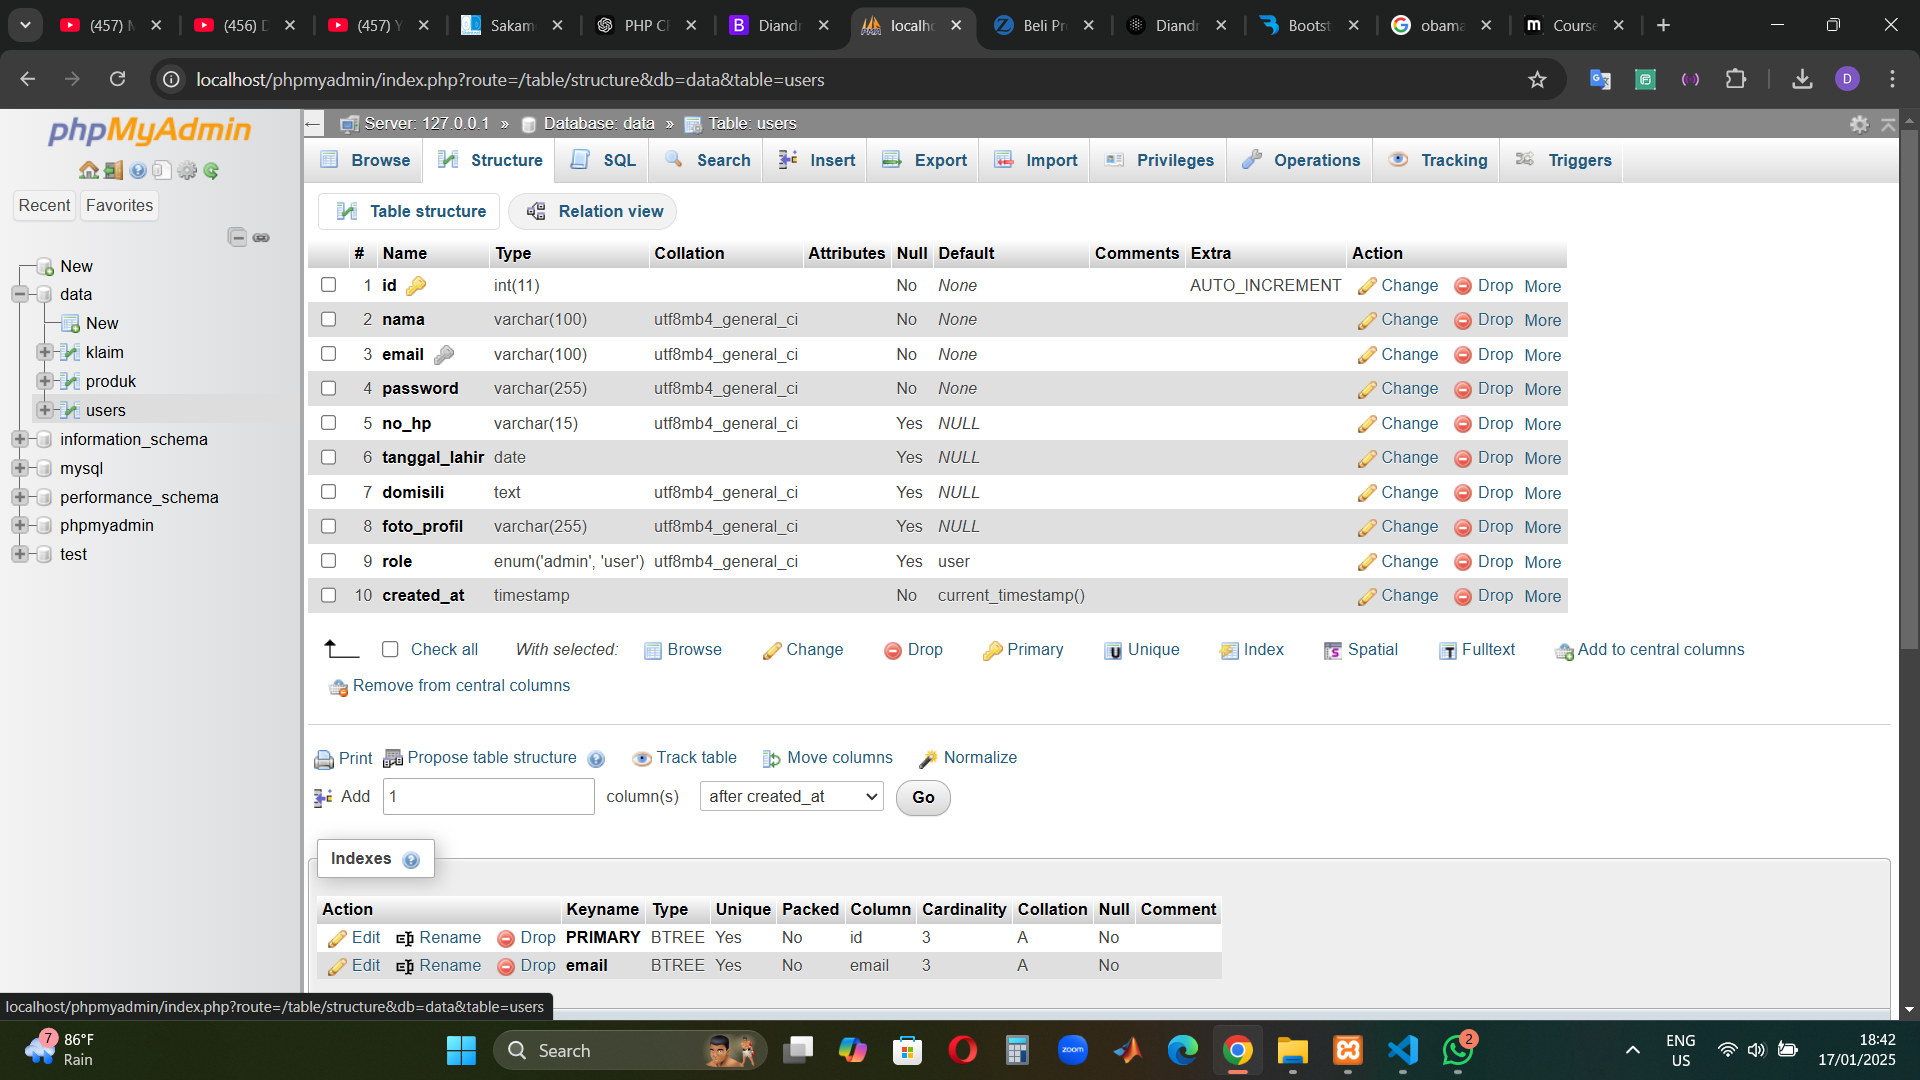 (457) M
(456) D
(457) Y
Sakam
PHP C
Diand
localho
Beli Pr
Diandr
Bootst
obama
Course
localhost/phpmyadmin/index.php?route=/table/structure&db=data&table=users
D
phpMyAdmin
Recent Favorites
New
data
New
klaim
produk
users
information_schema
mysql
performance_schema
phpmyadmin
test
Server: 127.0.0.1 » Database: data » Table: users
Browse Structure SQL Search Insert Export Import Privileges Operations Tracking Triggers
Table structure Relation view
# Name Type Collation Attributes Null Default Comments Extra Action
1 id int(11) No None AUTO_INCREMENT Change Drop More
2 nama varchar(100) utf8mb4_general_ci No None Change Drop More
3 email varchar(100) utf8mb4_general_ci No None Change Drop More
4 password varchar(255) utf8mb4_general_ci No None Change Drop More
5 no_hp varchar(15) utf8mb4_general_ci Yes NULL Change Drop More
6 tanggal_lahir date Yes NULL Change Drop More
7 domisili text utf8mb4_general_ci Yes NULL Change Drop More
8 foto_profil varchar(255) utf8mb4_general_ci Yes NULL Change Drop More
9 role enum('admin', 'user') utf8mb4_general_ci Yes user Change Drop More
10 created_at timestamp No current_timestamp() Change Drop More
Check all With selected: Browse Change Drop Primary Unique Index Spatial Fulltext Add to central columns
Remove from central columns
Print Propose table structure Track table Move columns Normalize
Add 1 column(s) after created_at Go
Indexes
Action Keyname Type Unique Packed Column Cardinality Collation Null Comment
Edit Rename Drop PRIMARY BTREE Yes No id 3 A No
Edit Rename Drop email BTREE Yes No email 3 A No
localhost/phpmyadmin/index.php?route=/table/structure&db=data&table=users
7
86°F
Rain
Search
zoom
2
ENG
US
18:42
17/01/2025